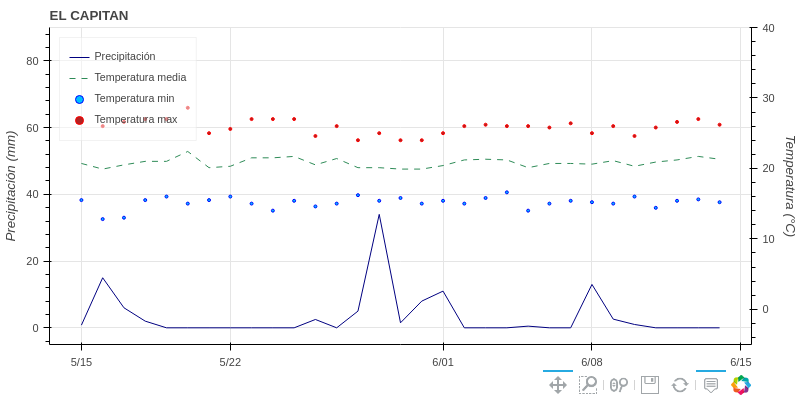 EL CAPITAN
Precipitación
Temperatura media
Temperatura min
Temperatura max
Precipitación (mm)
80
60
40
20
0
40
30
20
10
0
Temperatura (°C)
5/15
5/22
6/01
6/08
6/15